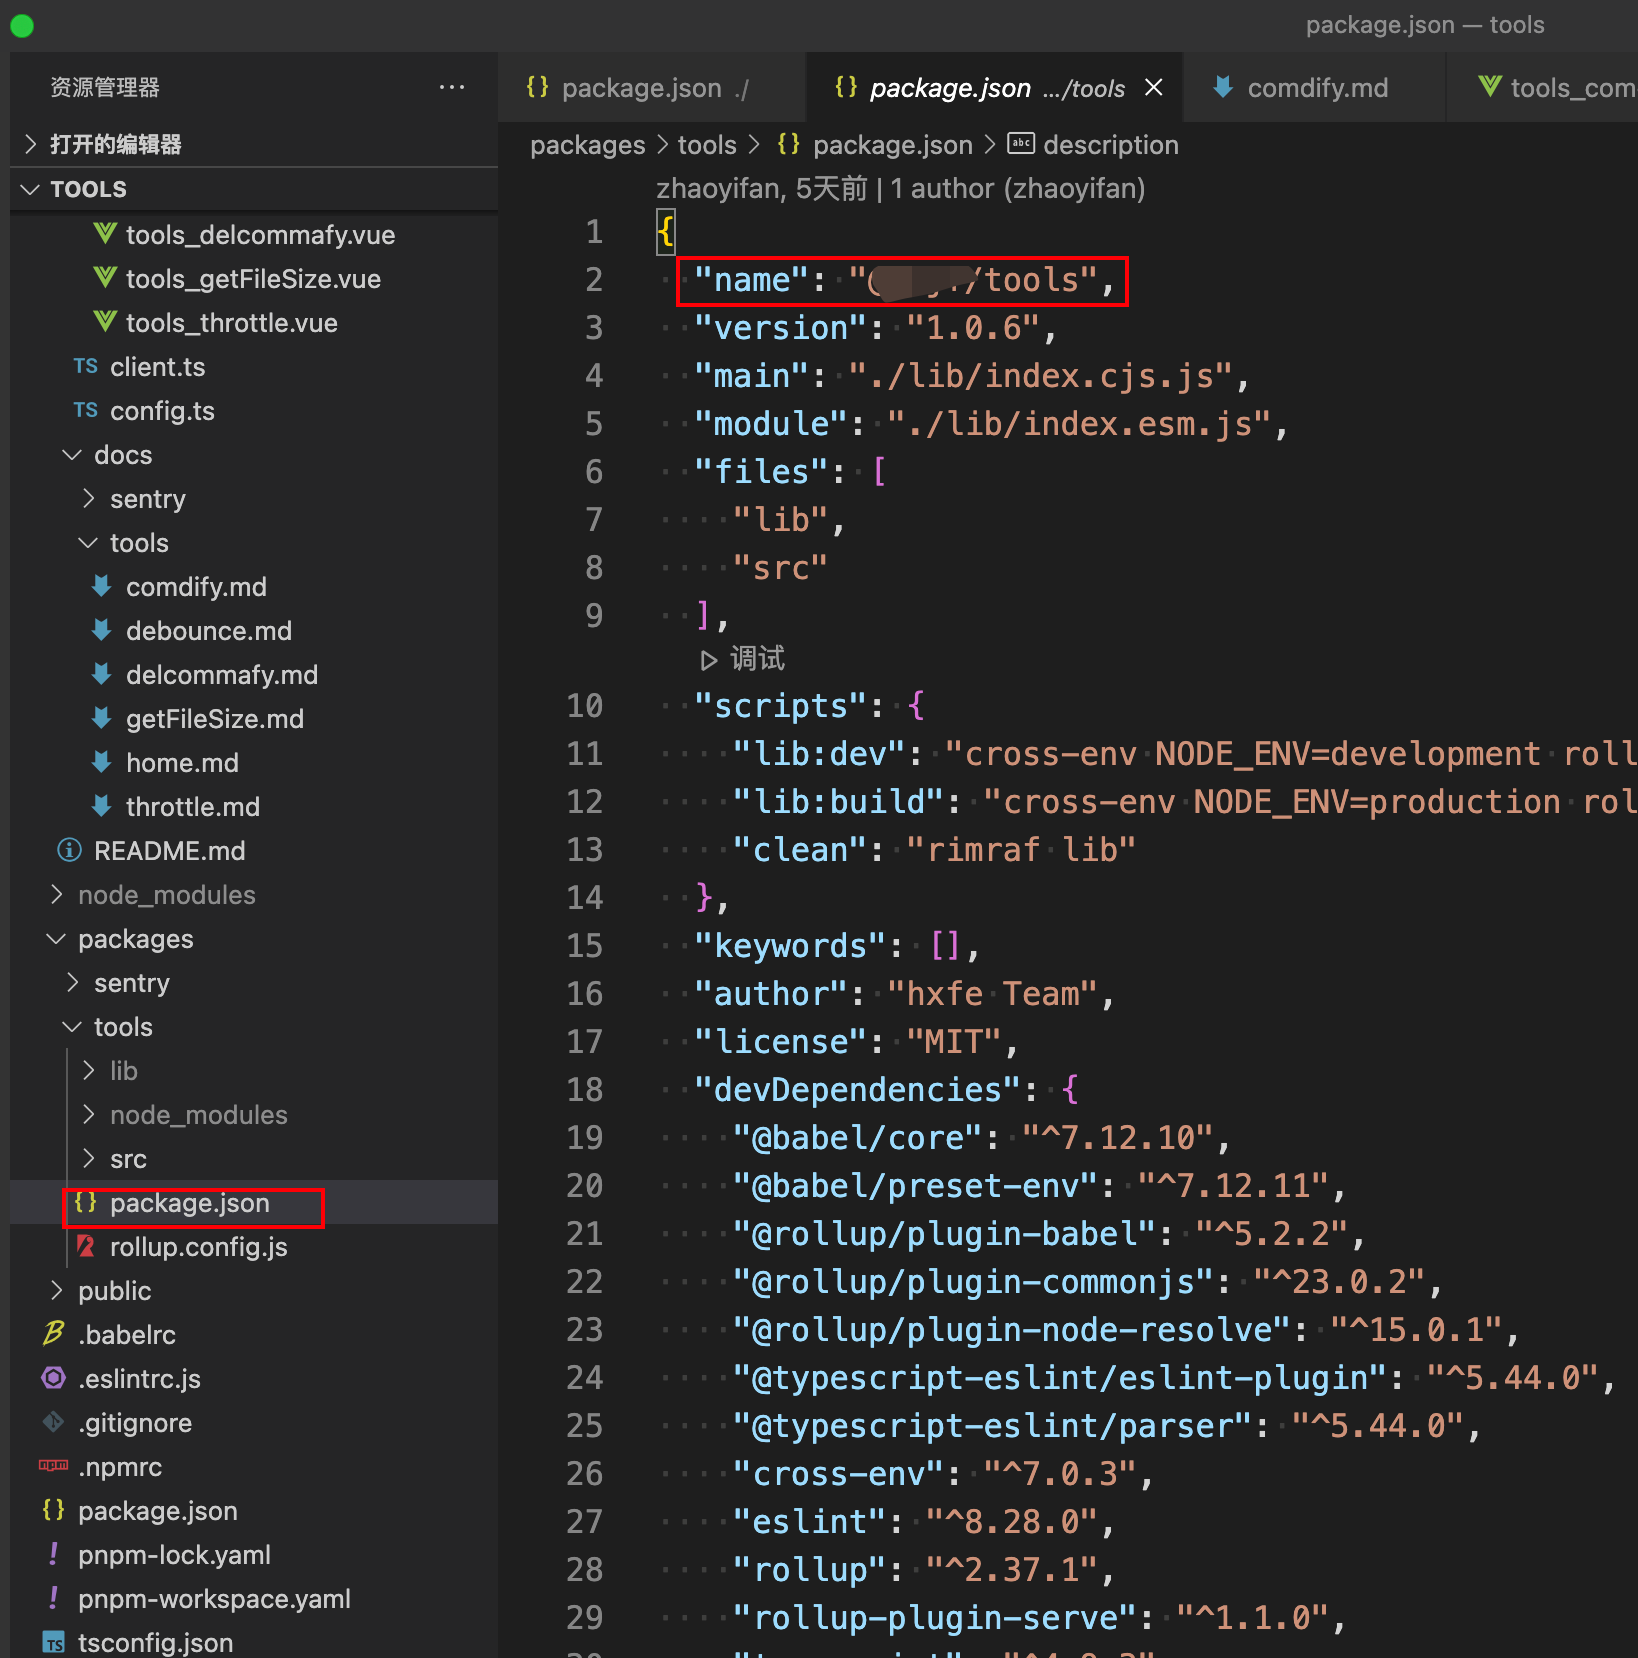 package.json — tools
资源管理器
打开的编辑器
TOOLS
tools_delcommafy.vue
tools_getFileSize.vue
tools_throttle.vue
TS client.ts
TS config.ts
docs
sentry
tools
comdify.md
debounce.md
delcommafy.md
getFileSize.md
home.md
throttle.md
README.md
node_modules
packages
sentry
tools
lib
node_modules
src
{} package.json
rollup.config.js
public
.babelrc
.eslintrc.js
.gitignore
.npmrc
{} package.json
! pnpm-lock.yaml
! pnpm-workspace.yaml
TS tsconfig.json
{} package.json ./
{} package.json .../tools
comdify.md
tools_com
packages > tools > {} package.json > abc description
zhaoyifan, 5天前 | 1 author (zhaoyifan)
1 {
2 "name": "/tools",
3 "version": "1.0.6",
4 "main": "./lib/index.cjs.js",
5 "module": "./lib/index.esm.js",
6 "files": [
7 "lib",
8 "src"
9 ],
调试
10 "scripts": {
11 "lib:dev": "cross-env NODE_ENV=development roll
12 "lib:build": "cross-env NODE_ENV=production rol
13 "clean": "rimraf lib"
14 },
15 "keywords": [],
16 "author": "hxfe Team",
17 "license": "MIT",
18 "devDependencies": {
19 "@babel/core": "^7.12.10",
20 "@babel/preset-env": "^7.12.11",
21 "@rollup/plugin-babel": "^5.2.2",
22 "@rollup/plugin-commonjs": "^23.0.2",
23 "@rollup/plugin-node-resolve": "^15.0.1",
24 "@typescript-eslint/eslint-plugin": "^5.44.0",
25 "@typescript-eslint/parser": "^5.44.0",
26 "cross-env": "^7.0.3",
27 "eslint": "^8.28.0",
28 "rollup": "^2.37.1",
29 "rollup-plugin-serve": "^1.1.0",